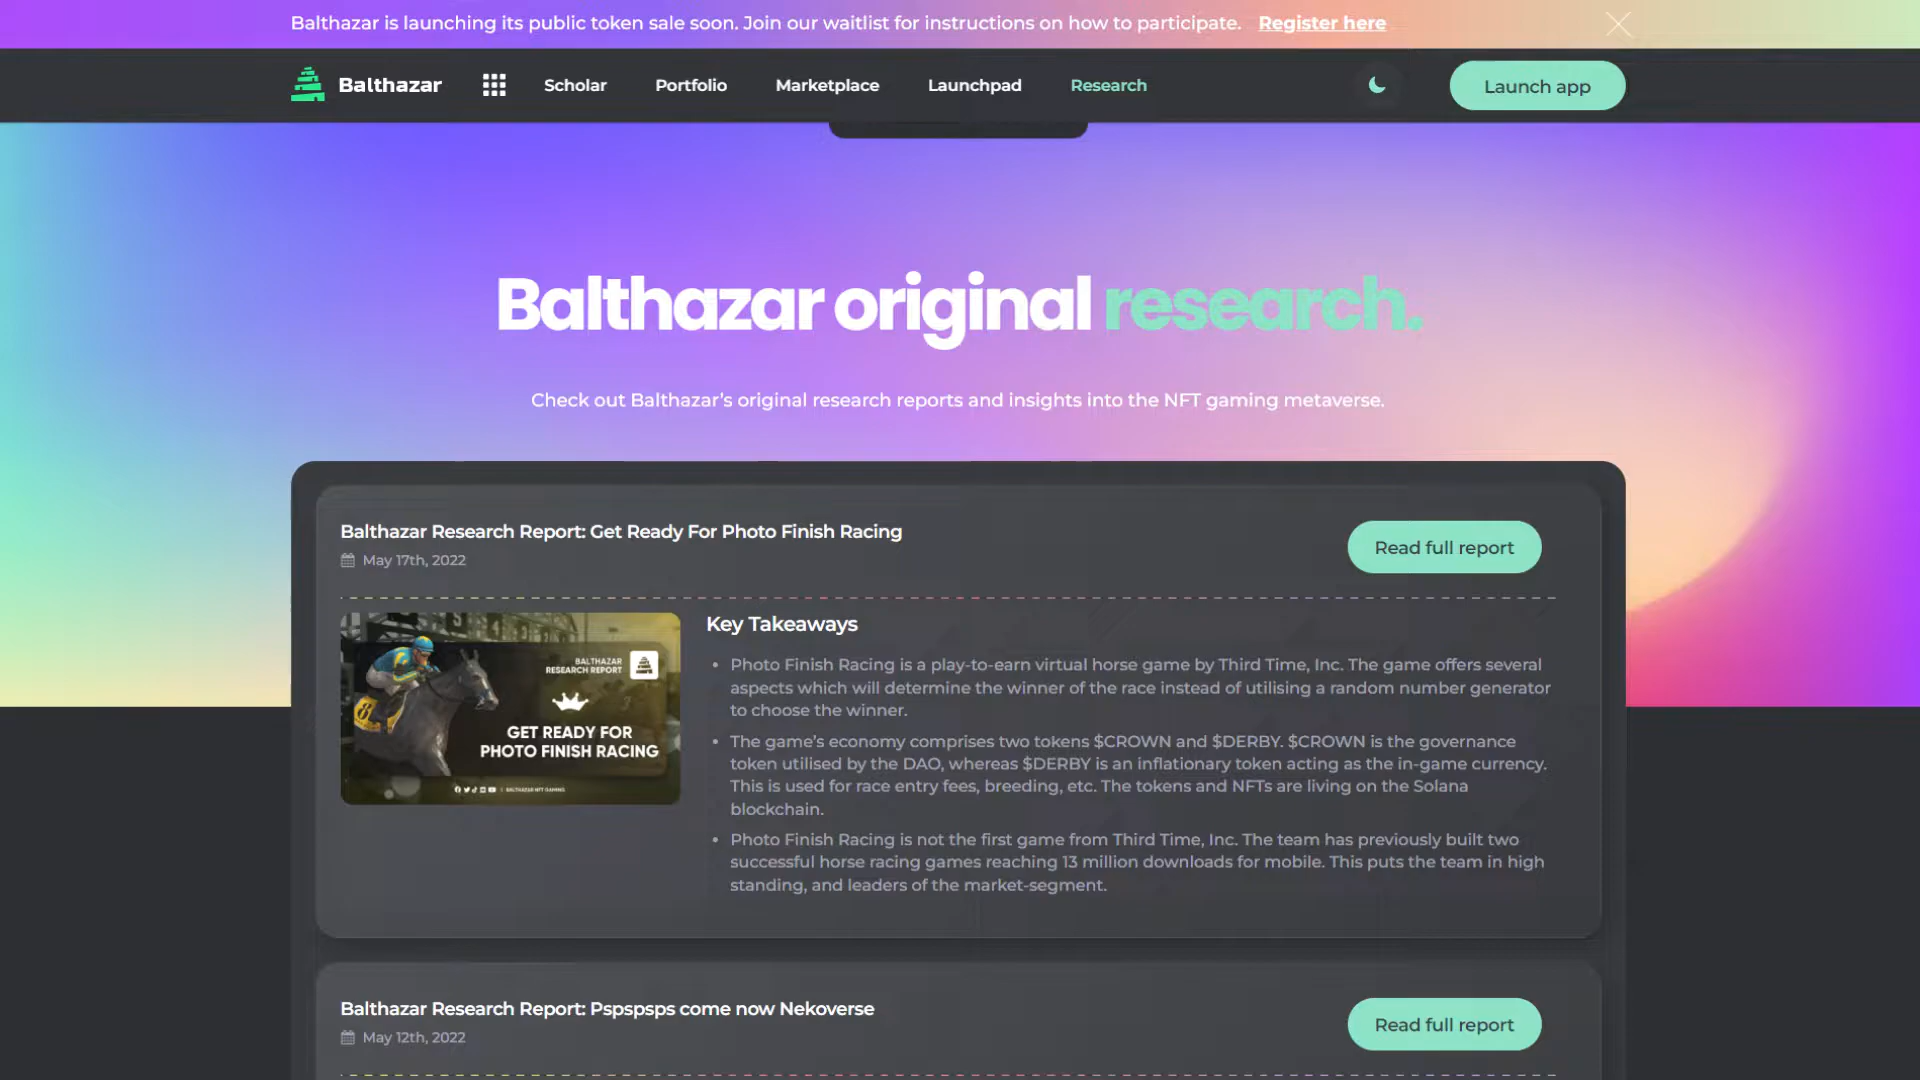 Balthazar is launching its public token sale soon. Join our waitlist for instructions on how to participate. Register here
Balthazar
Scholar
Portfolio
Marketplace
Launchpad
Research
Launch app
Balthazar original research.
Check out Balthazar’s original research reports and insights into the NFT gaming metaverse.
Balthazar Research Report: Get Ready For Photo Finish Racing
May 17th, 2022
Read full report
BALTHAZAR
RESEARCH REPORT
GET READY FOR
PHOTO FINISH RACING
BALTHAZAR NFT GAMING
8
Key Takeaways
• Photo Finish Racing is a play-to-earn virtual horse game by Third Time, Inc. The game offers several
aspects which will determine the winner of the race instead of utilising a random number generator
to choose the winner.
• The game’s economy comprises two tokens $CROWN and $DERBY. $CROWN is the governance
token utilised by the DAO, whereas $DERBY is an inflationary token acting as the in-game currency.
This is used for race entry fees, breeding, etc. The tokens and NFTs are living on the Solana
blockchain.
• Photo Finish Racing is not the first game from Third Time, Inc. The team has previously built two
successful horse racing games reaching 13 million downloads for mobile. This puts the team in high
standing, and leaders of the market-segment.
Balthazar Research Report: Pspspsps come now Nekoverse
May 12th, 2022
Read full report